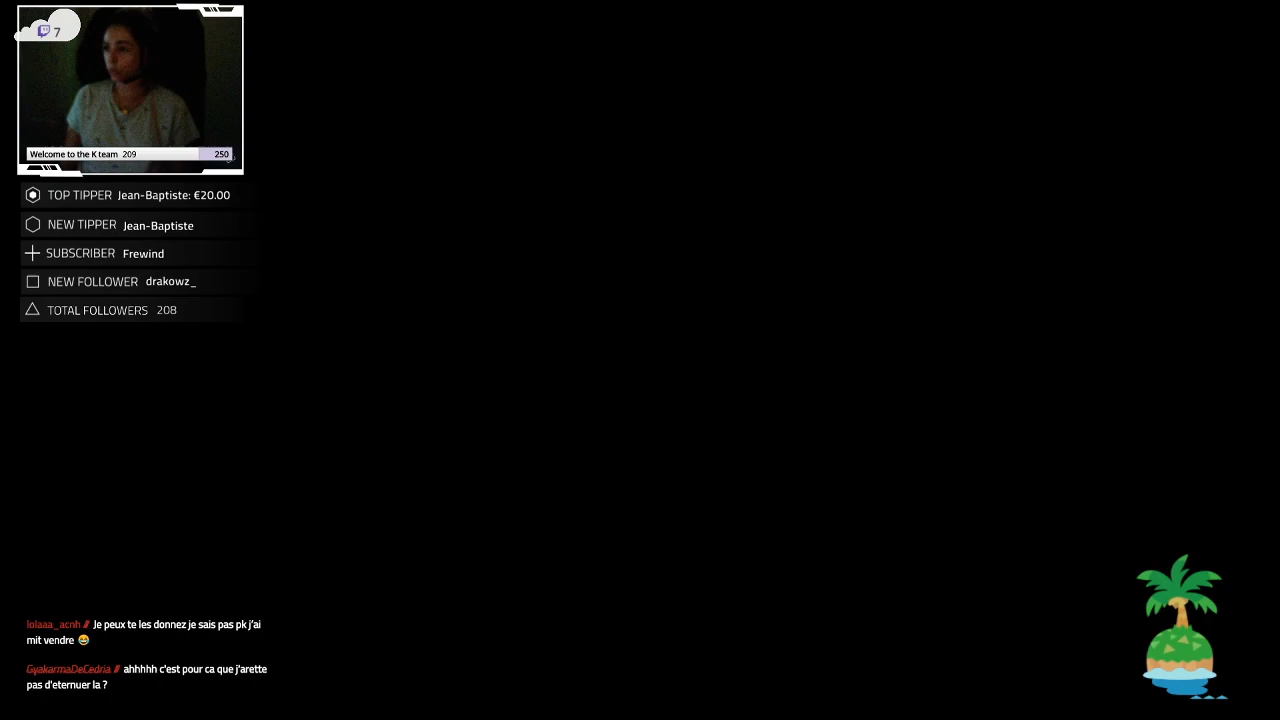 7
Welcome to the K team 209 250
TOP TIPPER Jean-Baptiste: €20.00
NEW TIPPER Jean-Baptiste
SUBSCRIBER Frewind
NEW FOLLOWER drakowz_
TOTAL FOLLOWERS 208
lolaaa_acnh // Je peux te les donnez je sais pas pk j'ai
mit vendre 😂
GyakarmaDeCedria // ahhhhh c'est pour ca que j'arette
pas d'eternuer la ?